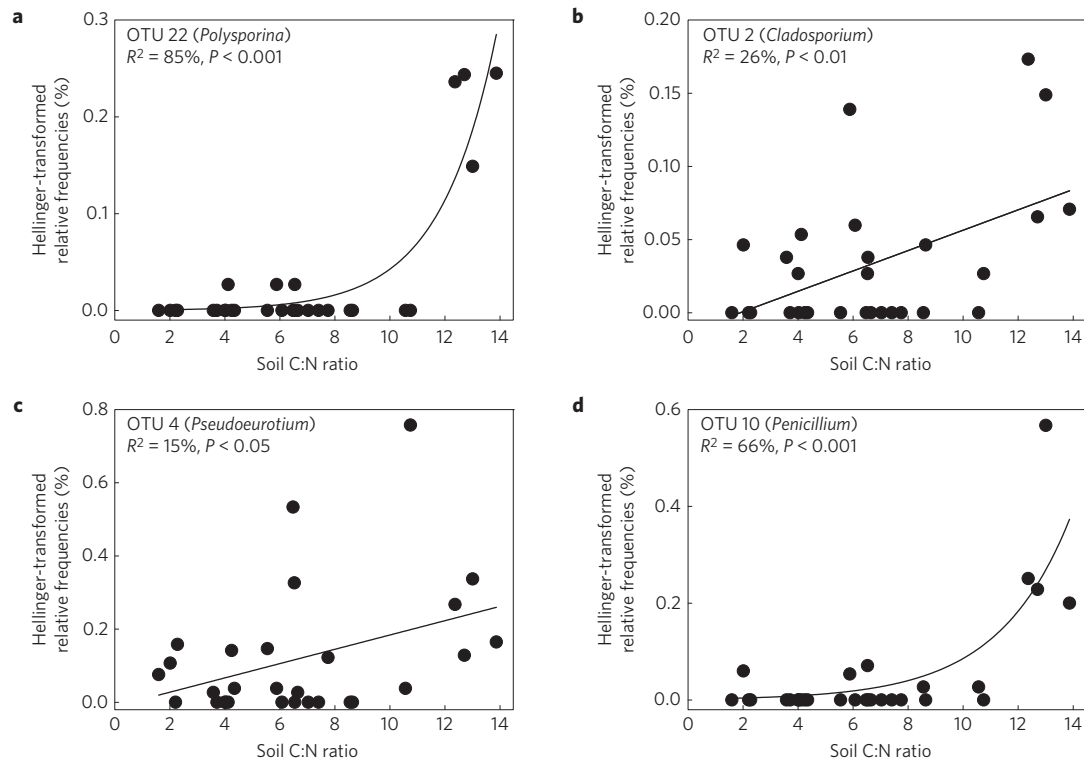 a
OTU 22 (Polysporina)
R² = 85%, P < 0.001
Hellinger-transformed
relative frequencies (%)
0.3
0.2
0.1
0.0
0 2 4 6 8 10 12 14
Soil C:N ratio
b
OTU 2 (Cladosporium)
R² = 26%, P < 0.01
Hellinger-transformed
relative frequencies (%)
0.20
0.15
0.10
0.05
0.00
0 2 4 6 8 10 12 14
Soil C:N ratio
c
OTU 4 (Pseudoeurotium)
R² = 15%, P < 0.05
Hellinger-transformed
relative frequencies (%)
0.8
0.6
0.4
0.2
0.0
0 2 4 6 8 10 12 14
Soil C:N ratio
d
OTU 10 (Penicillium)
R² = 66%, P < 0.001
Hellinger-transformed
relative frequencies (%)
0.6
0.4
0.2
0.0
0 2 4 6 8 10 12 14
Soil C:N ratio